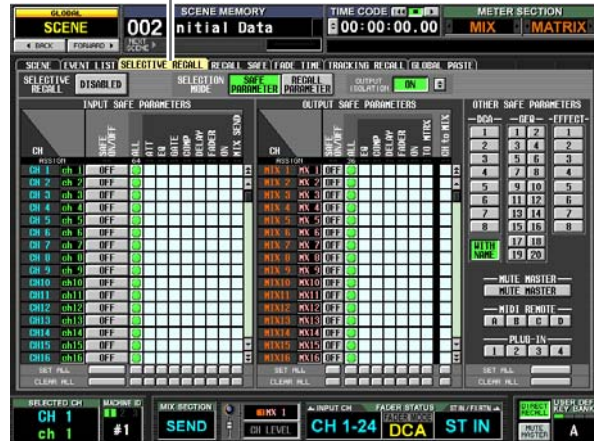 GLOBAL
SCENE
SCENE MEMORY
002
nitial Data
TIME CODE
00:00:00.00
METER SECTION
MIX
MATRIX
BACK
FORWARD
NEXT SCENE
SCENE
EVENT LIST
SELECTIVE RECALL
RECALL SAFE
FADE TIME
TRACKING RECALL
GLOBAL PASTE
SELECTIVE RECALL
DISABLED
SELECTION MODE
SAFE PARAMETER
RECALL PARAMETER
OUTPUT ISOLATION
ON
INPUT SAFE PARAMETERS
CH
SAFE ON/OFF
ALL
ATT
EQ
GATE
COMP
DELAY
FADER
ON
MIX SEND
ASSIGN
64
CH 1 ch 1 OFF
CH 2 ch 2 OFF
CH 3 ch 3 OFF
CH 4 ch 4 OFF
CH 5 ch 5 OFF
CH 6 ch 6 OFF
CH 7 ch 7 OFF
CH 8 ch 8 OFF
CH 9 ch 9 OFF
CH10 ch10 OFF
CH11 ch11 OFF
CH12 ch12 OFF
CH13 ch13 OFF
CH14 ch14 OFF
CH15 ch15 OFF
CH16 ch16 OFF
SET ALL
CLEAR ALL
OUTPUT SAFE PARAMETERS
CH
SAFE ON/OFF
ALL
EQ
COMP
DELAY
FADER
ON
TO MTRX
CH to MIX
ASSIGN
MIX 1 MX 1 OFF
MIX 2 MX 2 OFF
MIX 3 MX 3 OFF
MIX 4 MX 4 OFF
MIX 5 MX 5 OFF
MIX 6 MX 6 OFF
MIX 7 MX 7 OFF
MIX 8 MX 8 OFF
MIX 9 MX 9 OFF
MIX10 MX10 OFF
MIX11 MX11 OFF
MIX12 MX12 OFF
MIX13 MX13 OFF
MIX14 MX14 OFF
MIX15 MX15 OFF
MIX16 MX16 OFF
SET ALL
CLEAR ALL
OTHER SAFE PARAMETERS
DCA
GEQ
EFFECT
1 1 2 1
2 3 4 2
3 5 6 3
4 7 8 4
5 9 10 5
6 11 12 6
7 13 14 7
8 15 16 8
WITH NAME
17 18
19 20
MUTE MASTER
MUTE MASTER
MIDI REMOTE
A B C D
PLUG-IN
1 2 3 4
SELECTED CH
CH 1
ch 1
MACHINE ID
#1
MIX SECTION
SEND
MX 1
CH LEVEL
INPUT CH
CH 1-24
FADER STATUS
FADER MODE
DCA
ST IN/FX RTN
ST IN
DIRECT RECALL
MUTE MASTER
USER DEF KEY BANK
A